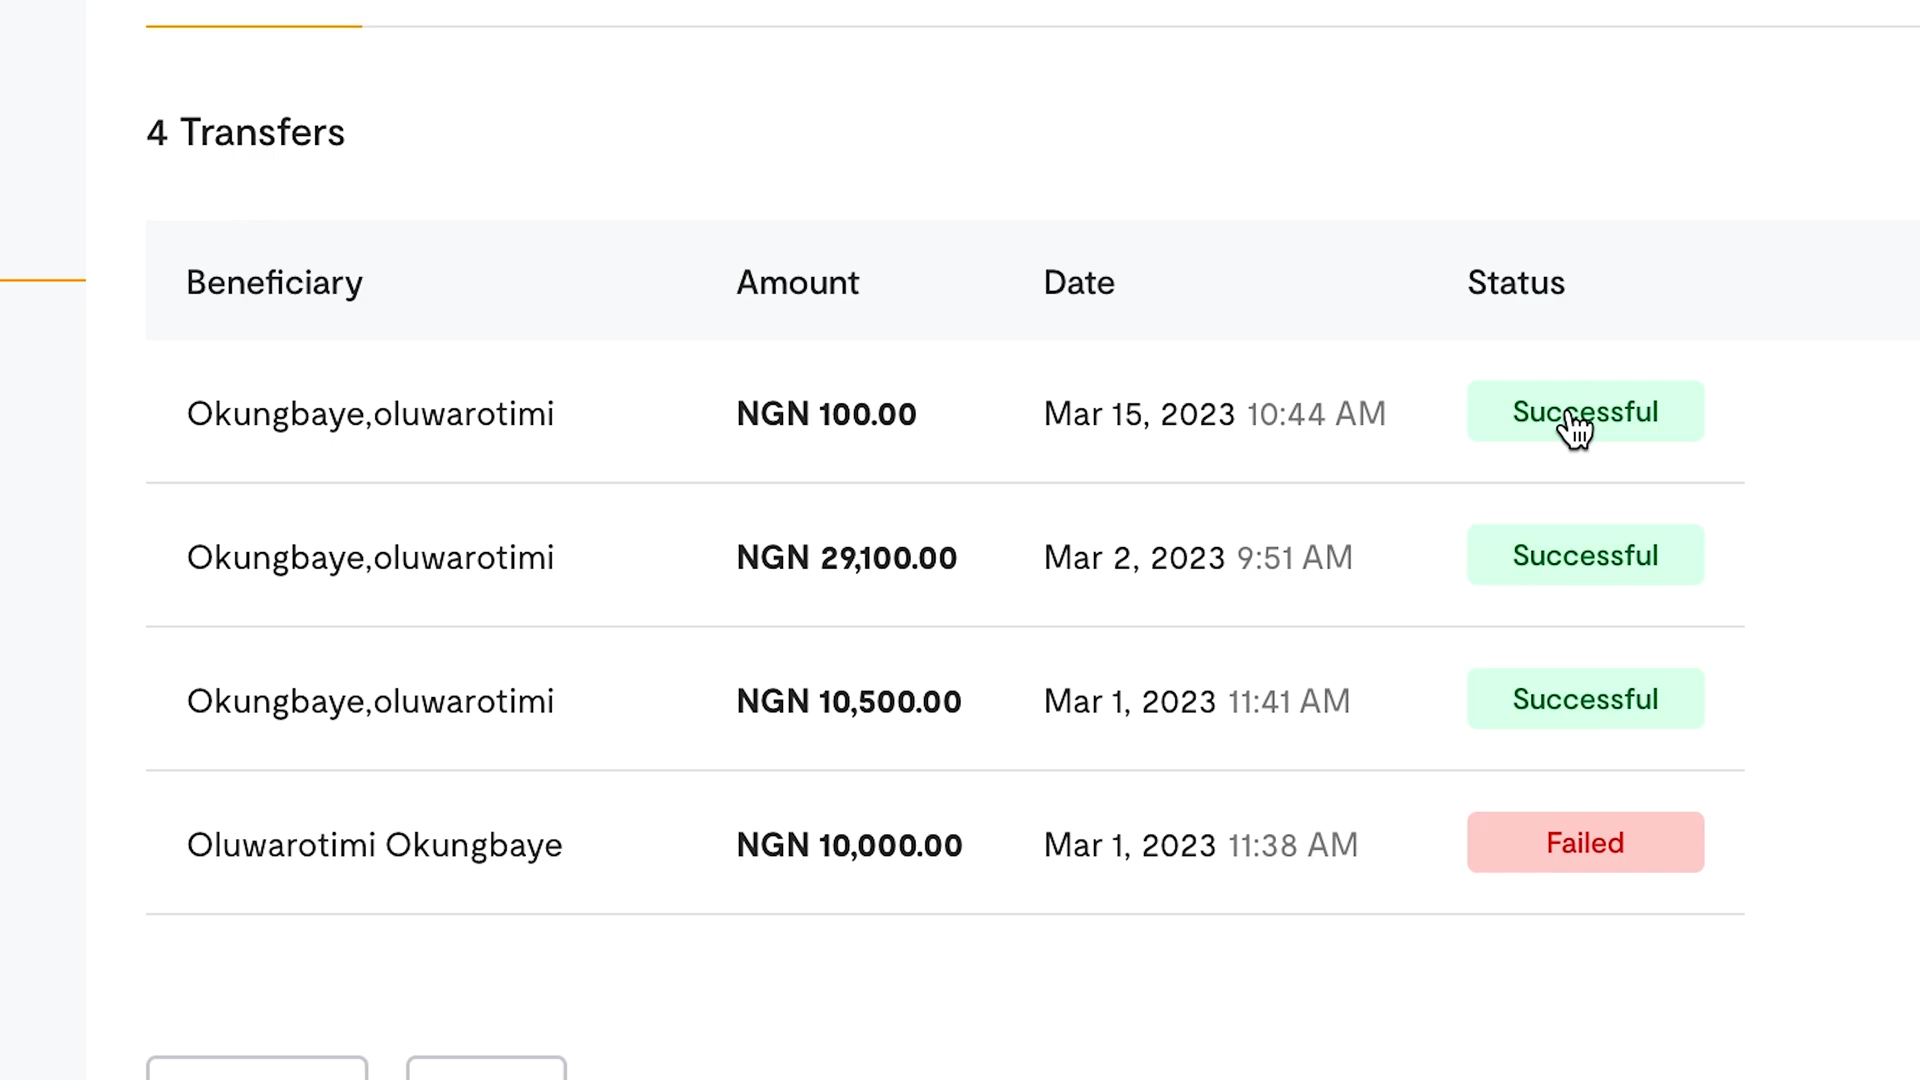 4 Transfers
Beneficiary Amount Date Status
Okungbaye,oluwarotimi NGN 100.00 Mar 15, 2023 10:44 AM Successful
Okungbaye,oluwarotimi NGN 29,100.00 Mar 2, 2023 9:51 AM Successful
Okungbaye,oluwarotimi NGN 10,500.00 Mar 1, 2023 11:41 AM Successful
Oluwarotimi Okungbaye NGN 10,000.00 Mar 1, 2023 11:38 AM Failed